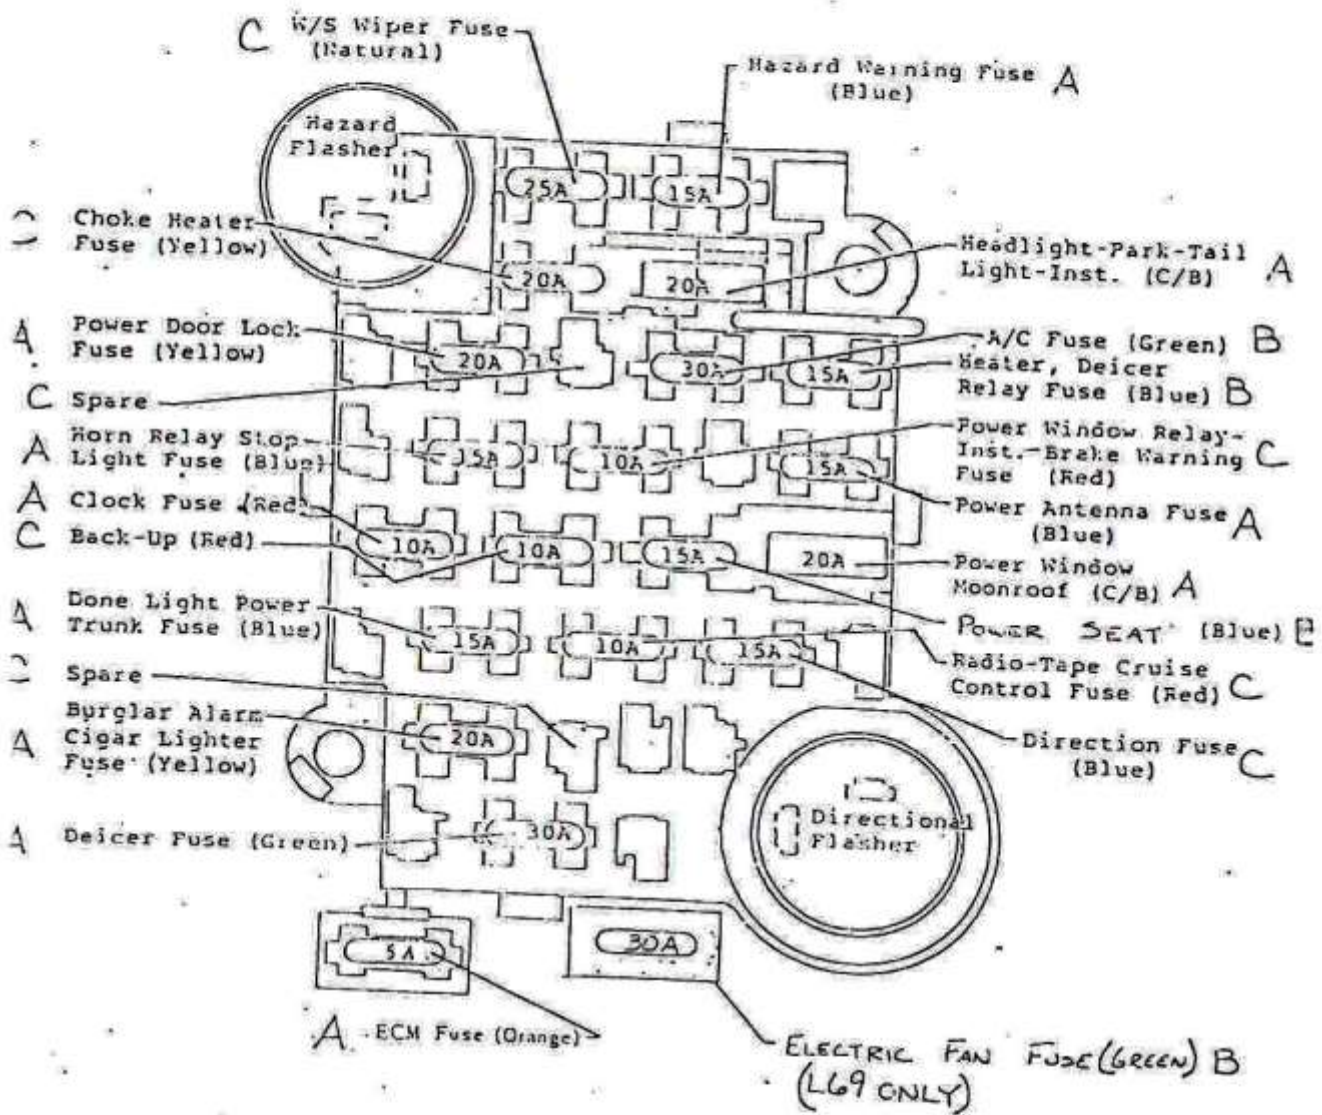 C W/S Wiper Fuse
(Natural)
Hazard Warning Fuse A
(Blue)
Hazard
Flasher
25A
15A
Choke Heater
Fuse (Yellow)
20A
20A
Headlight-Park-Tail
Light-Inst. (C/B) A
A Power Door Lock
Fuse (Yellow)
20A
30A
15A
A/C Fuse (Green) B
Heater, Deicer
Relay Fuse (Blue) B
C Spare
A Horn Relay Stop
Light Fuse (Blue)
15A
10A
15A
Power Window Relay-
Inst.-Brake Warning C
Fuse (Red)
A Clock Fuse (Red)
Power Antenna Fuse A
(Blue)
C Back-Up (Red)
10A
10A
15A
20A
Power Window
Moonroof (C/B) A
A Dome Light Power
Trunk Fuse (Blue)
15A
10A
15A
POWER SEAT (Blue)
Radio-Tape Cruise
Control Fuse (Red) C
Spare
Burglar Alarm
A Cigar Lighter
Fuse (Yellow)
20A
Direction Fuse C
(Blue)
A Deicer Fuse (Green)
30A
Directional
Flasher
5A
30A
A ECM Fuse (Orange)
ELECTRIC FAN FUSE (GREEN) B
(L69 ONLY)